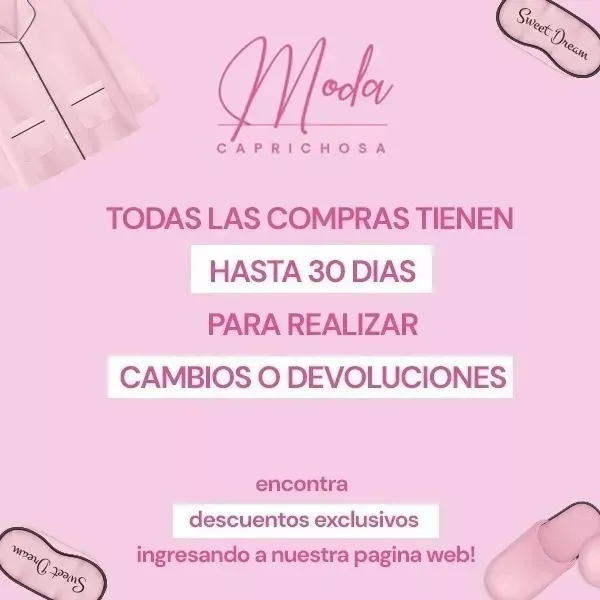 Sweet Dream
Moda
CAPRICHOSA
TODAS LAS COMPRAS TIENEN
HASTA 30 DIAS
PARA REALIZAR
CAMBIOS O DEVOLUCIONES
encontra
descuentos exclusivos
ingresando a nuestra pagina web!
Sweet Dream